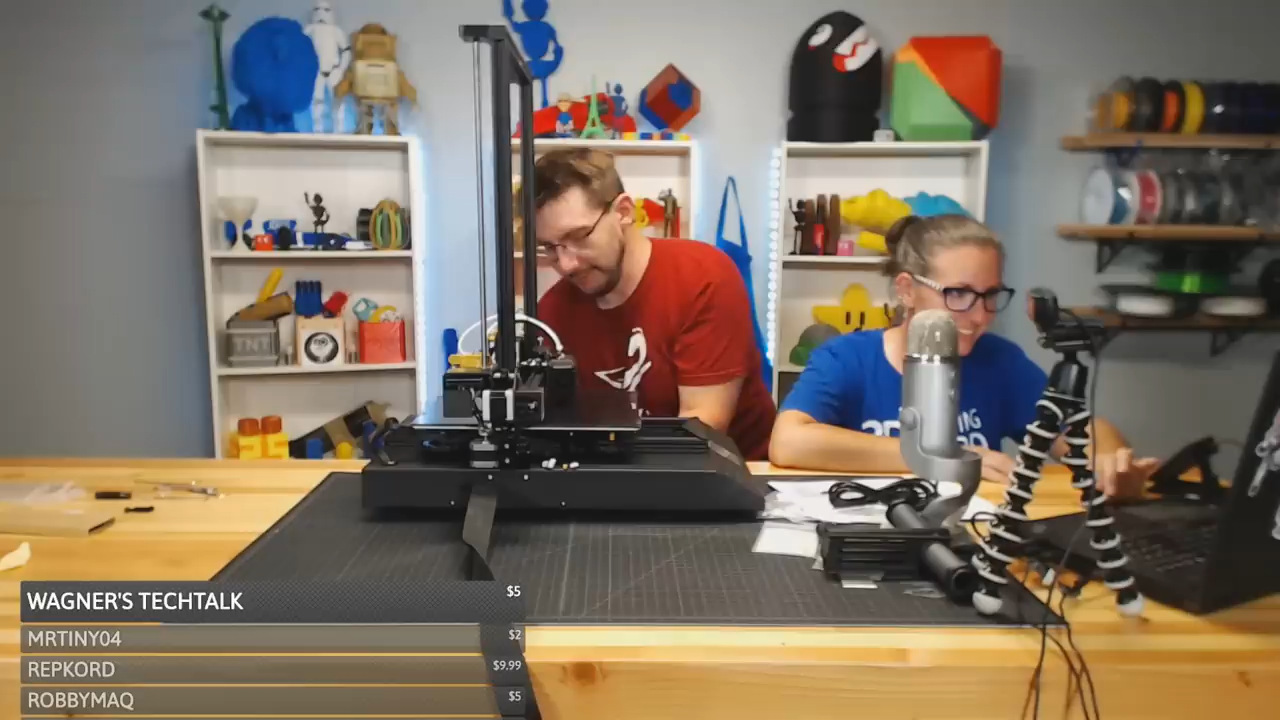 TNT
WAGNER'S TECHTALK $5
MRTINY04 $2
REPKORD $9.99
ROBBYMAQ $5